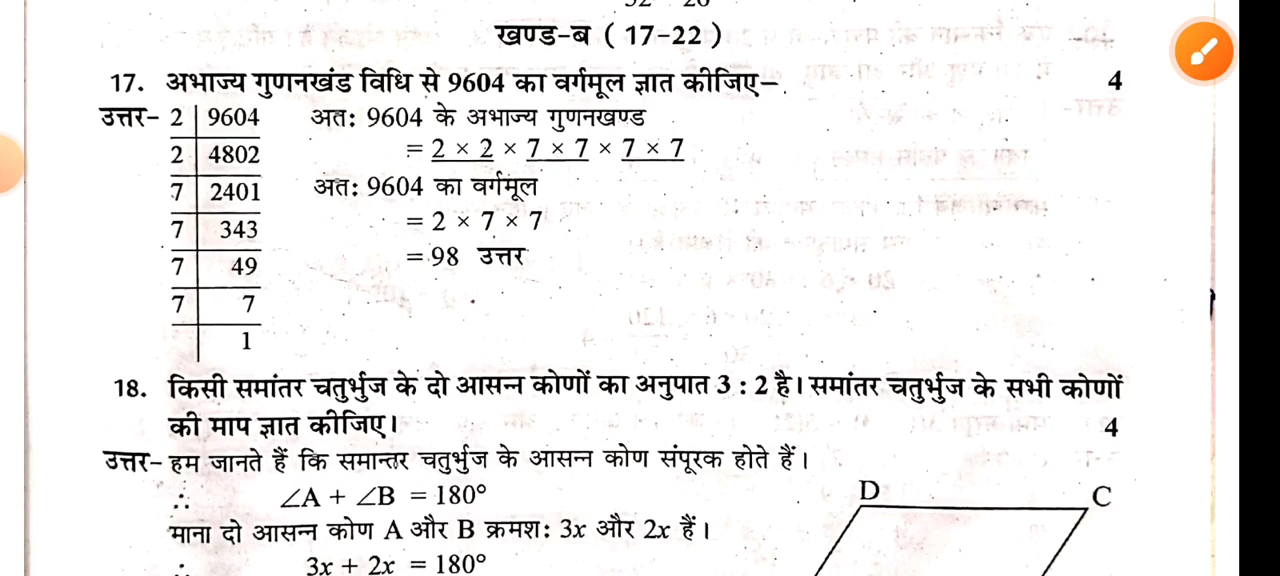 खण्ड-ब ( 17-22 )
17. अभाज्य गुणनखंड विधि से 9604 का वर्गमूल ज्ञात कीजिए– 4
उत्तर– 2 | 9604 अतः 9604 के अभाज्य गुणनखण्ड
2 | 4802 = 2 × 2 × 7 × 7 × 7 × 7
7 | 2401 अतः 9604 का वर्गमूल
7 | 343 = 2 × 7 × 7
7 | 49 = 98 उत्तर
7 | 7
1
18. किसी समांतर चतुर्भुज के दो आसन्न कोणों का अनुपात 3 : 2 है। समांतर चतुर्भुज के सभी कोणों
की माप ज्ञात कीजिए। 4
उत्तर– हम जानते हैं कि समान्तर चतुर्भुज के आसन्न कोण संपूरक होते हैं।
∴ ∠A + ∠B = 180°
D C
माना दो आसन्न कोण A और B क्रमशः 3x और 2x हैं।
∴ 3x + 2x = 180°